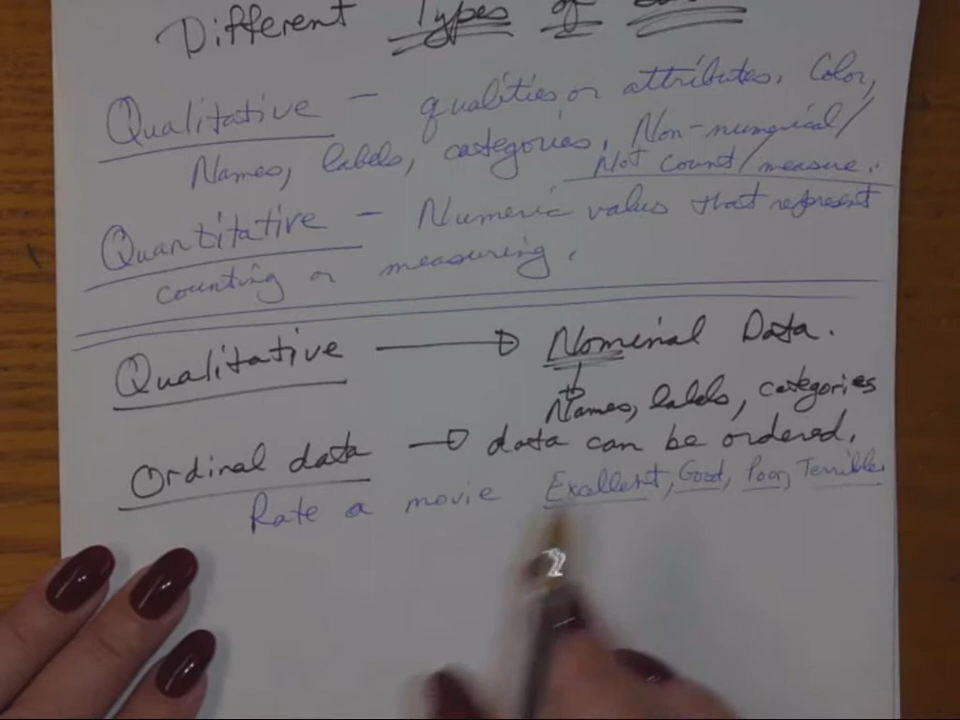 Different Types of Data
Qualitative - qualities or attributes. Color,
Names, labels, categories. Non-numerical/
Not count/measure.
Quantitative - Numeric values that represent
counting or measuring.
Qualitative → Nominal Data.
Names, labels, categories
Ordinal data → data can be ordered.
Rate a movie Excellent, Good, Poor, Terrible.